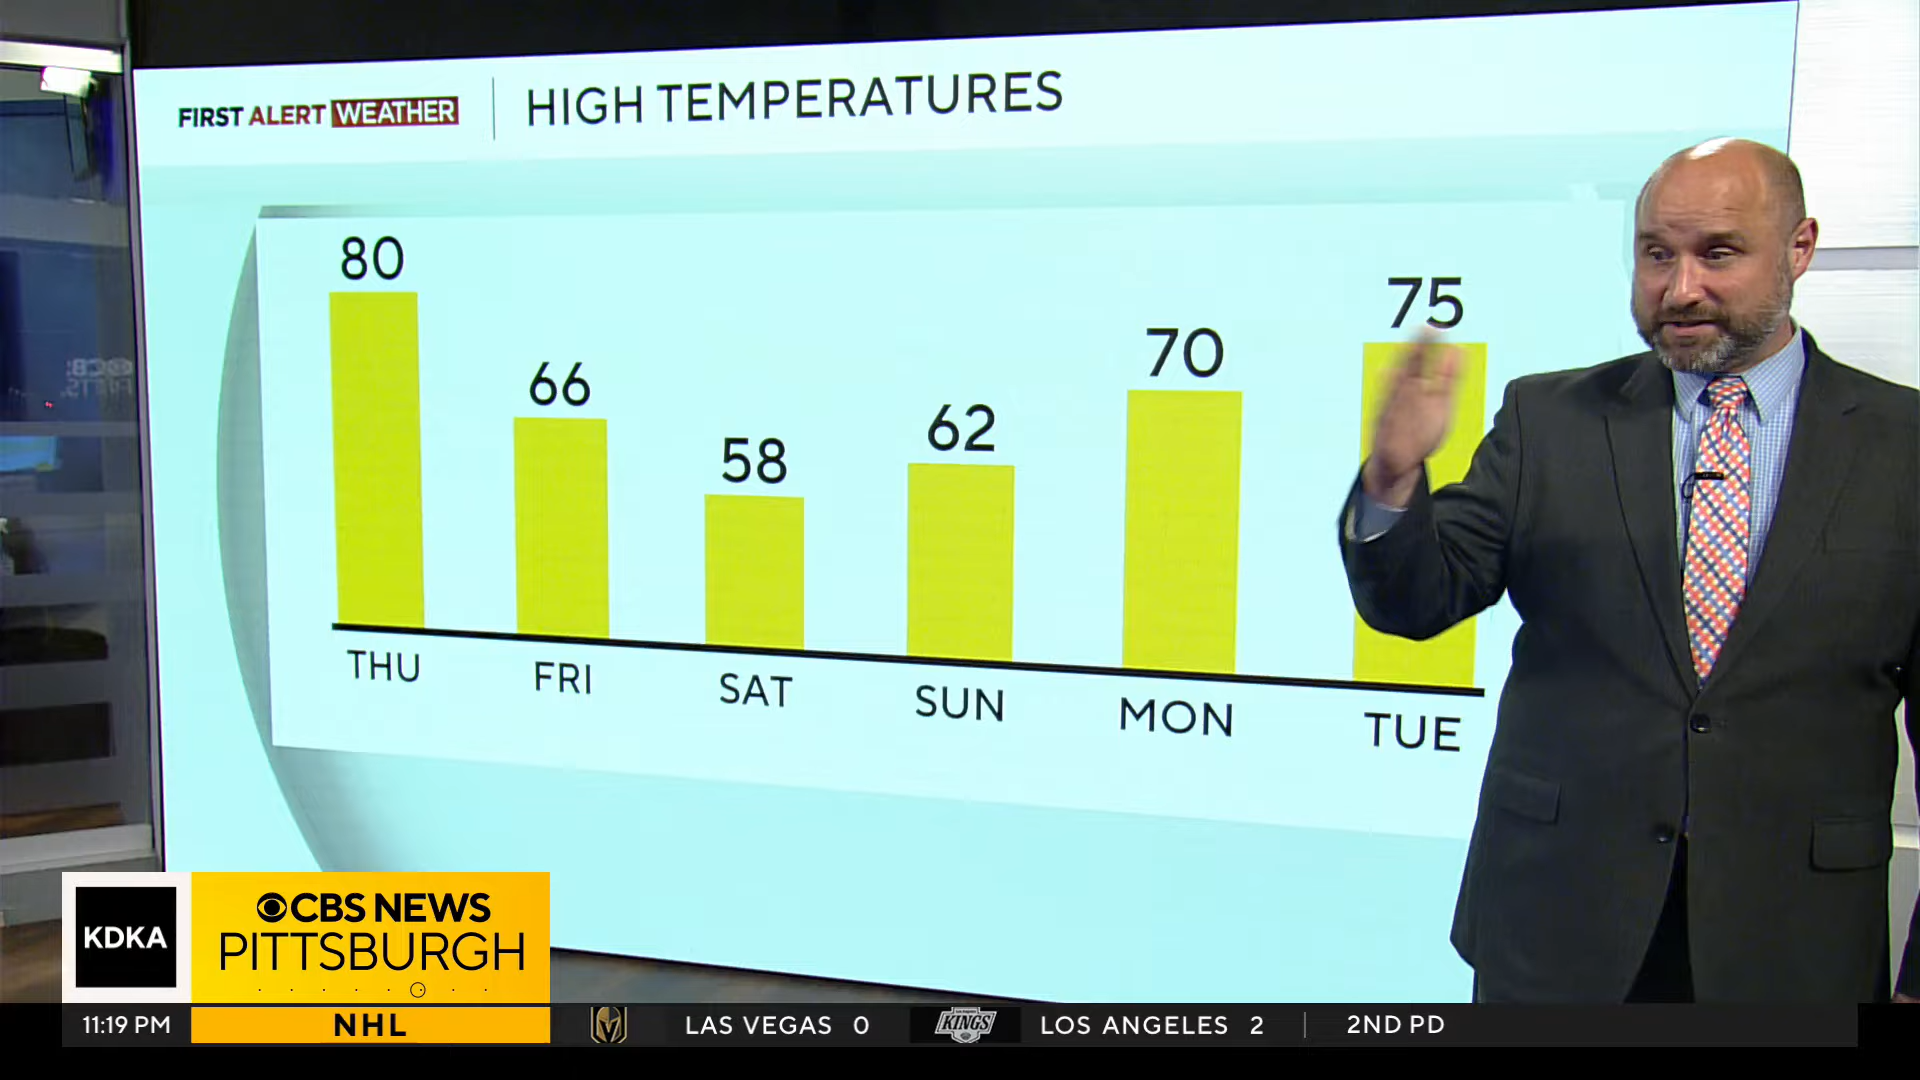 FIRST ALERT WEATHER
HIGH TEMPERATURES
80
66
58
62
70
75
THU
FRI
SAT
SUN
MON
TUE
KDKA
CBS NEWS
PITTSBURGH
11:19 PM
NHL
LAS VEGAS 0
KINGS
LOS ANGELES 2
2ND PD